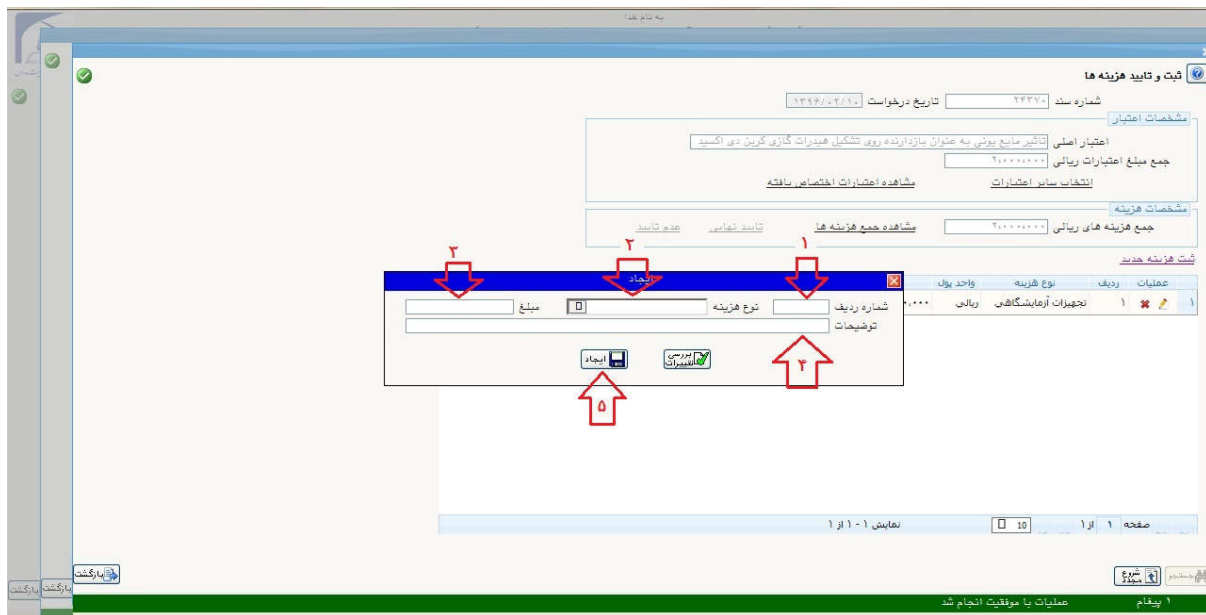 به نام خدا
ثبت و تایید هزینه ها
شماره سند ۲۴۳۷۰ تاریخ درخواست ۱۳۹۶/۰۲/۱۰
مشخصات اعتبار
اعتبار اصلی تاثیر مایع یونی به عنوان بازدارنده روی تشکیل هیدرات گازی کربن دی اکسید
جمع مبلغ اعتبارات ریالی
انتخاب سایر اعتبارات مشاهده اعتبارات اختصاص یافته
مشخصات هزینه
جمع هزینه های ریالی مشاهده جمع هزینه ها تایید نهایی عدم تایید
ثبت هزینه جدید
۱ ۲ ۳
ایجاد
عملیات ردیف نوع هزینه واحد پول
۱ ۱ تجهیزات آزمایشگاهی ریالی
شماره ردیف نوع هزینه مبلغ
توضیحات
بررسی تغییرات ایجاد
۴
۵
صفحه ۱ از ۱ 10 نمایش ۱ - ۱ از ۱
جستجو شروع مجدد بازگشت بازگشت بازگشت
۱ پیغام عملیات با موفقیت انجام شد